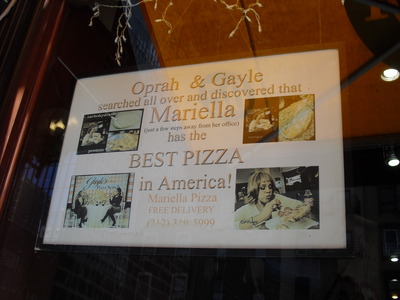 Oprah & Gayle
searched all over and discovered that
Mariella
(just a few steps away from her office)
has the
BEST PIZZA
in America!
Mariella Pizza
FREE DELIVERY